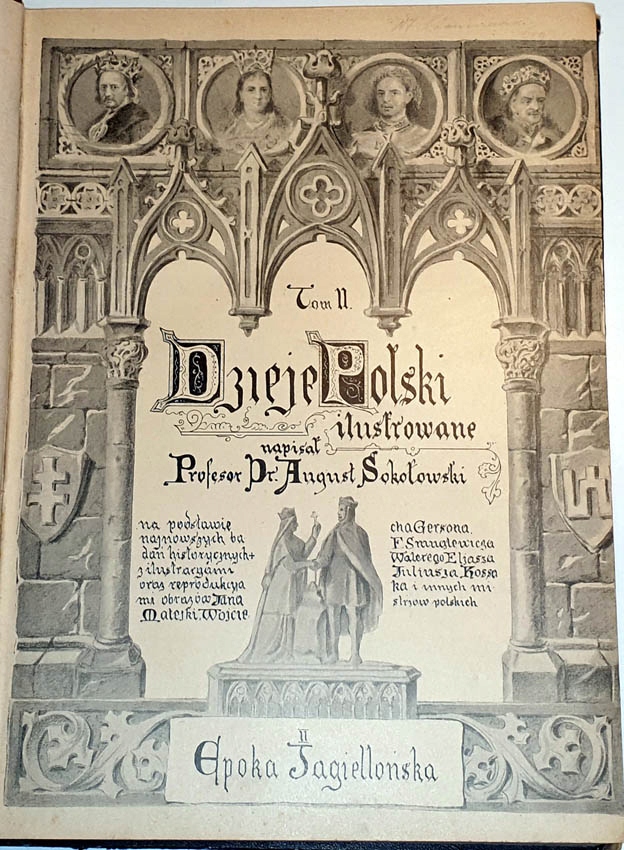 Tom II.
Dzieje Polski
ilustrowane
napisał
Profesor Dr. August Sokołowski
na podstawie
najnowszych ba
dań historycznych
z ilustracyami
oraz reprodukcya
mi obrazów Jana
Matejki, Wojcie
cha Gersona,
F. Smuglewicza
Walerego Eliasza
Juliusza Kossa
ka i innych mi
strzów polskich
II
Epoka Jagiellońska